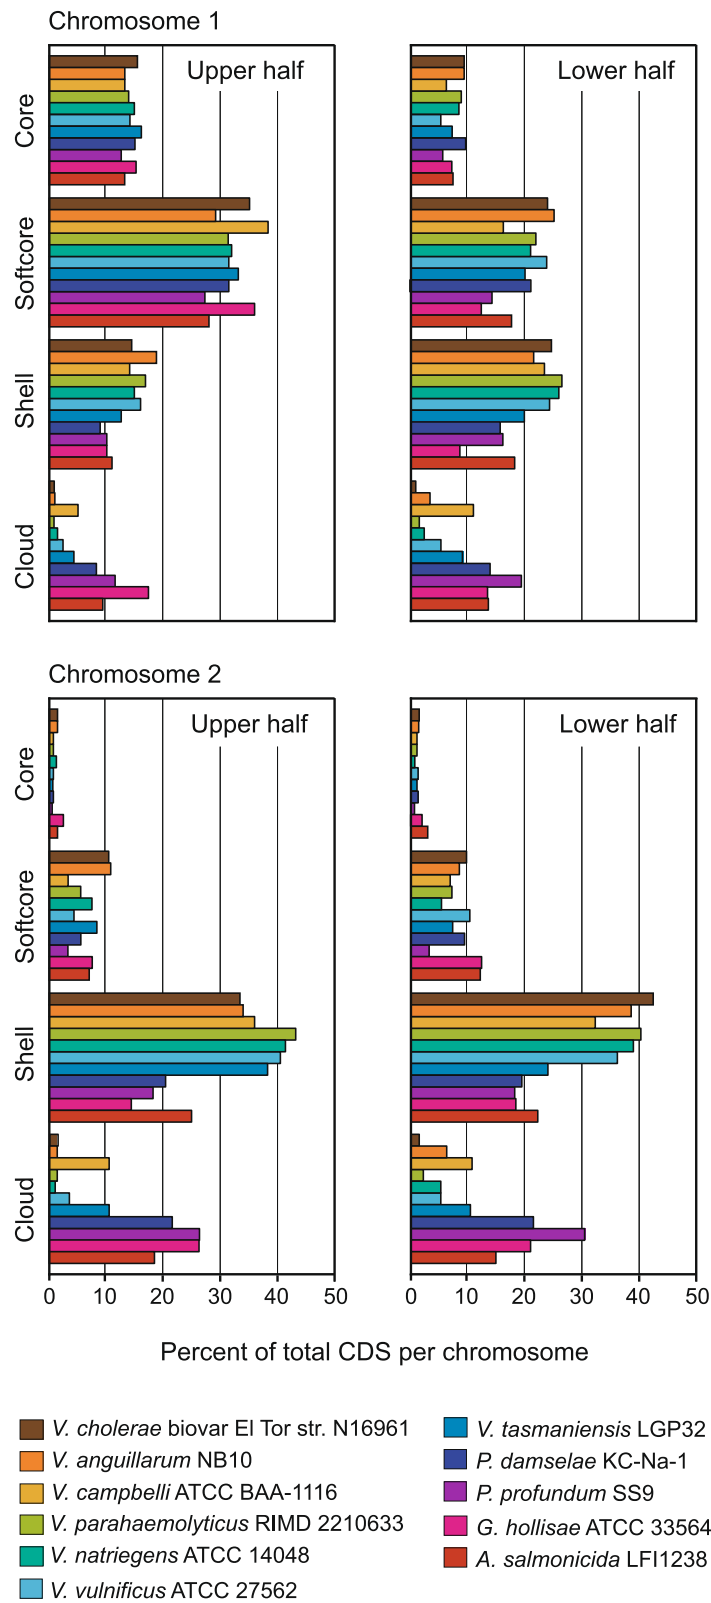 Chromosome 1
Upper half
Lower half
Core
Softcore
Shell
Cloud
Chromosome 2
Upper half
Lower half
Core
Softcore
Shell
Cloud
0 10 20 30 40 50 0 10 20 30 40 50
Percent of total CDS per chromosome
V. cholerae biovar El Tor str. N16961
V. anguillarum NB10
V. campbelli ATCC BAA-1116
V. parahaemolyticus RIMD 2210633
V. natriegens ATCC 14048
V. vulnificus ATCC 27562
V. tasmaniensis LGP32
P. damselae KC-Na-1
P. profundum SS9
G. hollisae ATCC 33564
A. salmonicida LFI1238